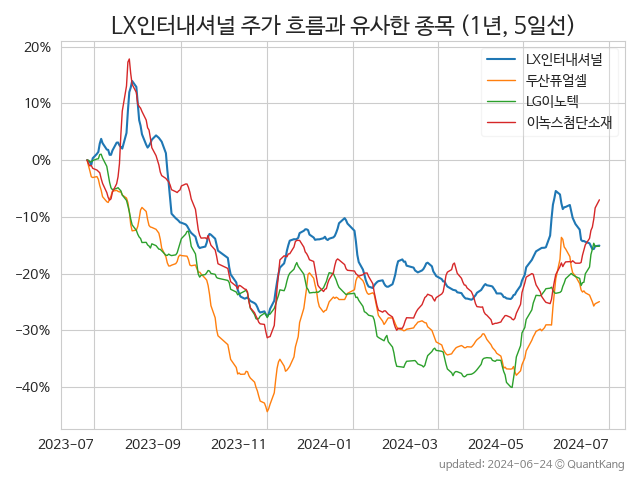 LX인터내셔널 주가 흐름과 유사한 종목 (1년, 5일선)
LX인터내셔널
두산퓨얼셀
LG이노텍
이녹스첨단소재
20%
10%
0%
−10%
−20%
−30%
−40%
2023-07 2023-09 2023-11 2024-01 2024-03 2024-05 2024-07
updated: 2024-06-24 © QuantKang